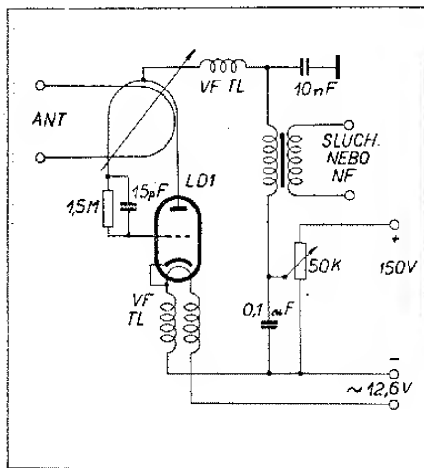 VF TL
10nF
ANT
SLUCH.
NEBO
NF
1,5M
15pF
LD1
+
50K
150V
VF
TL
0,1 µF
−
~12,6V